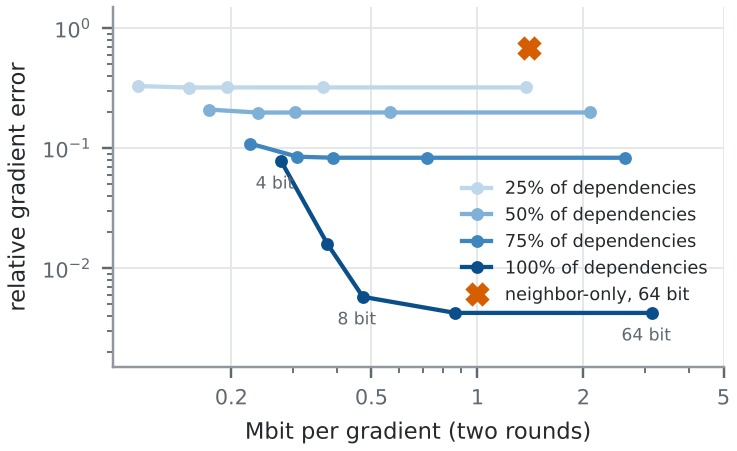 relative gradient error
10⁰
10⁻¹
10⁻²
4 bit
8 bit
64 bit
25% of dependencies
50% of dependencies
75% of dependencies
100% of dependencies
neighbor-only, 64 bit
0.2 0.5 1 2 5
Mbit per gradient (two rounds)